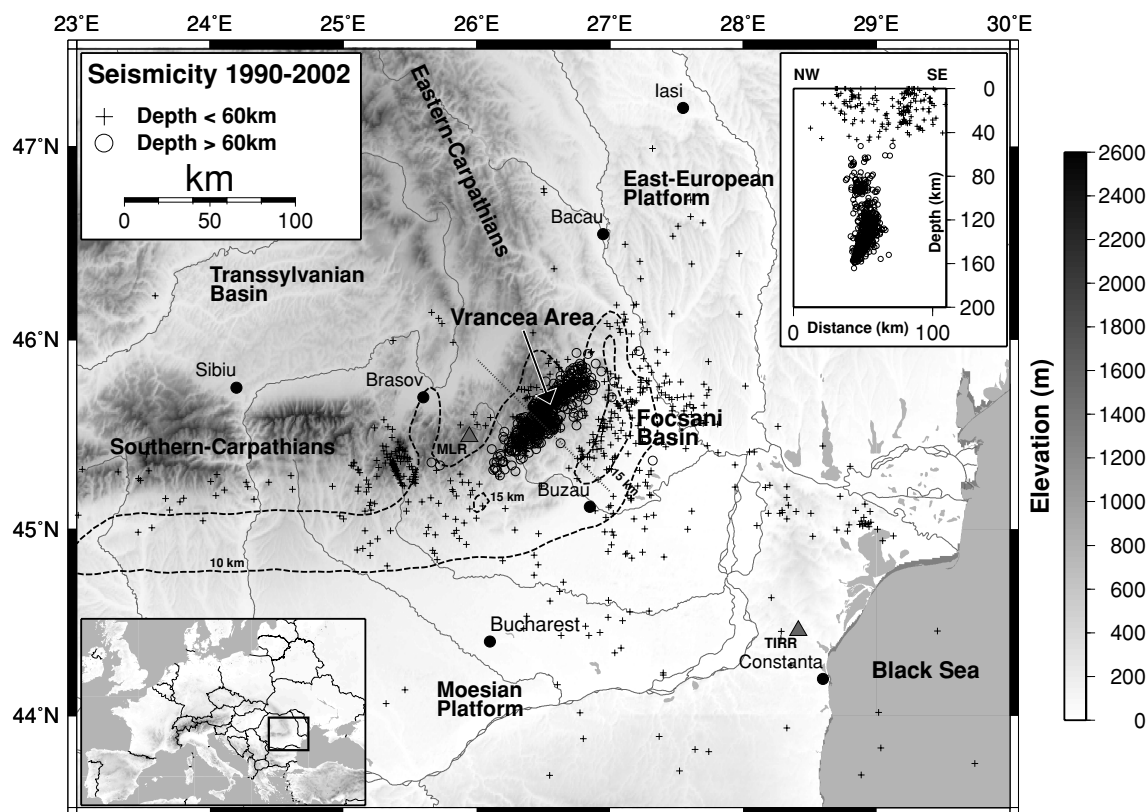 23°E 24°E 25°E 26°E 27°E 28°E 29°E 30°E
Seismicity 1990-2002
Depth < 60km
Depth > 60km
km
0 50 100
NW SE
0
40
80
120
160
200
Depth (km)
0 Distance (km) 100
47°N
46°N
45°N
44°N
Iasi
Eastern-Carpathians
East-European
Platform
Bacau
Transsylvanian
Basin
Vrancea Area
Sibiu
Brasov
MLR
Focsani
Basin
Southern-Carpathians
15 km
Buzau
15 km
10 km
Bucharest
TIRR
Constanta
Black Sea
Moesian
Platform
2600
2400
2200
2000
1800
1600
1400
1200
1000
800
600
400
200
0
Elevation (m)